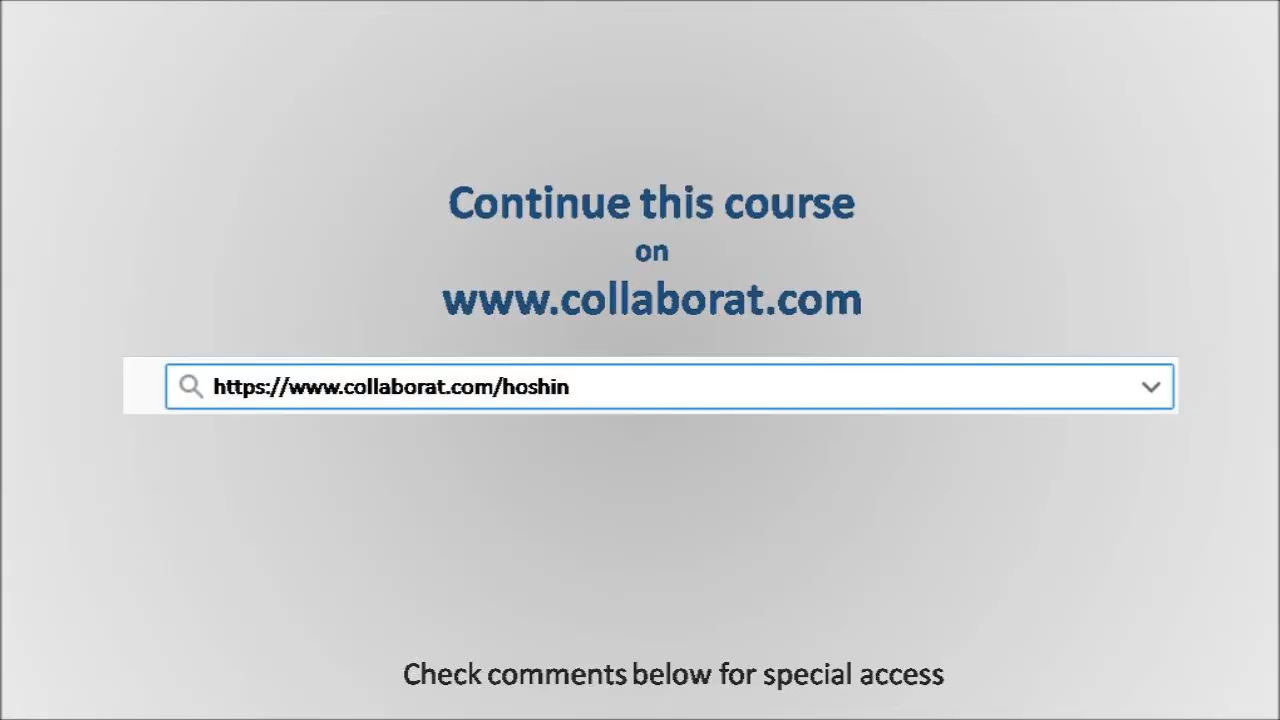 Continue this course
on
www.collaborat.com
https://www.collaborat.com/hoshin
Check comments below for special access